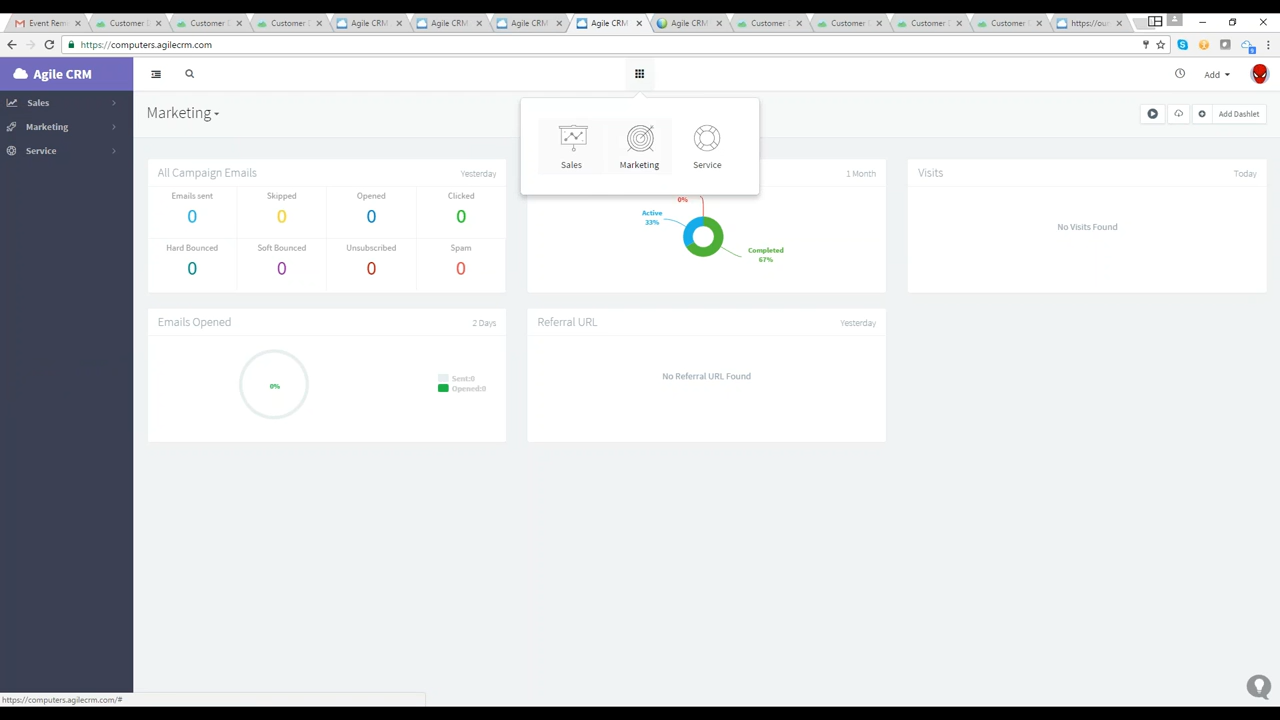 Event Rem
Customer
Customer
Customer
Agile CRM
Agile CRM
Agile CRM
Agile CRM
Agile CRM
Customer
Customer
Customer
Customer
https://ou
https://computers.agilecrm.com
Agile CRM
Add
Sales
Marketing
Service
Marketing
Sales
Marketing
Service
Add Dashlet
All Campaign Emails
Yesterday
Emails sent
Skipped
Opened
Clicked
0
0
0
0
Hard Bounced
Soft Bounced
Unsubscribed
Spam
0
0
0
0
1 Month
0%
Active
33%
Completed
67%
Visits
Today
No Visits Found
Emails Opened
2 Days
0%
Sent:0
Opened:0
Referral URL
Yesterday
No Referral URL Found
https://computers.agilecrm.com/#